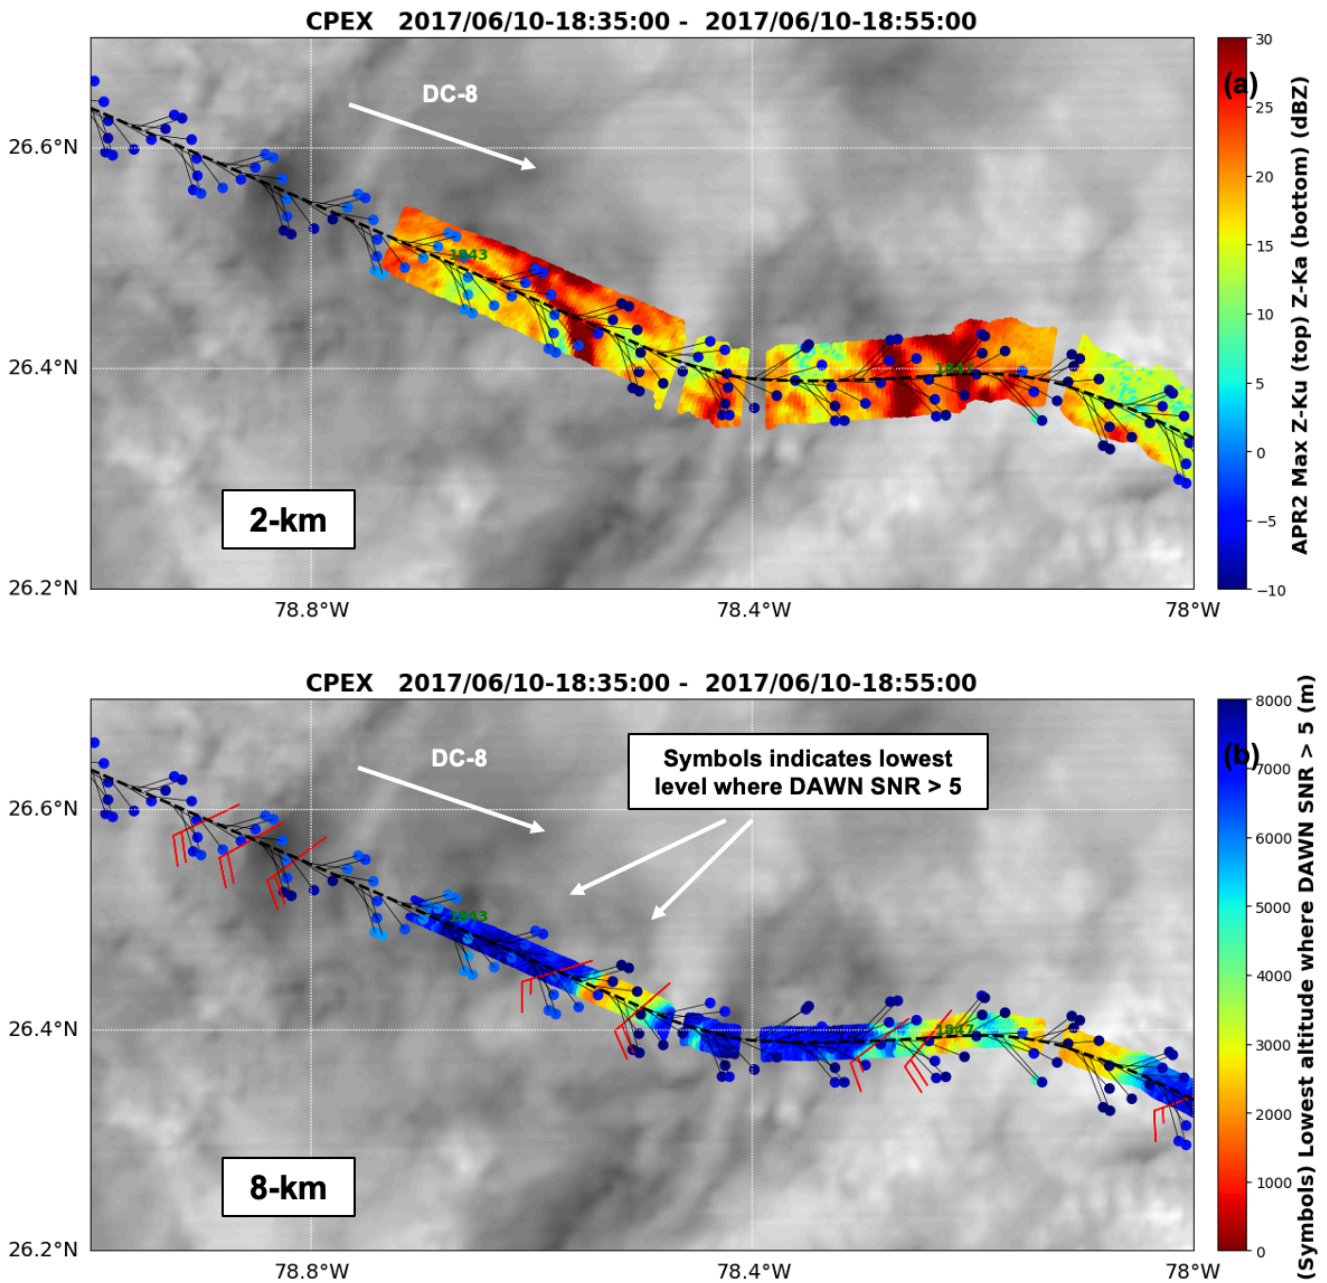 CPEX 2017/06/10-18:35:00 - 2017/06/10-18:55:00
DC-8
(a)
1843
1847
2-km
26.6°N
26.4°N
26.2°N
78.8°W
78.4°W
78°W
30
25
20
15
10
5
0
−5
−10
APR2 Max Z-Ku (top) Z-Ka (bottom) (dBZ)
CPEX 2017/06/10-18:35:00 - 2017/06/10-18:55:00
DC-8
Symbols indicates lowest
level where DAWN SNR > 5
(b)
1843
1847
8-km
26.6°N
26.4°N
26.2°N
78.8°W
78.4°W
78°W
8000
7000
6000
5000
4000
3000
2000
1000
0
(Symbols) Lowest altitude where DAWN SNR > 5 (m)